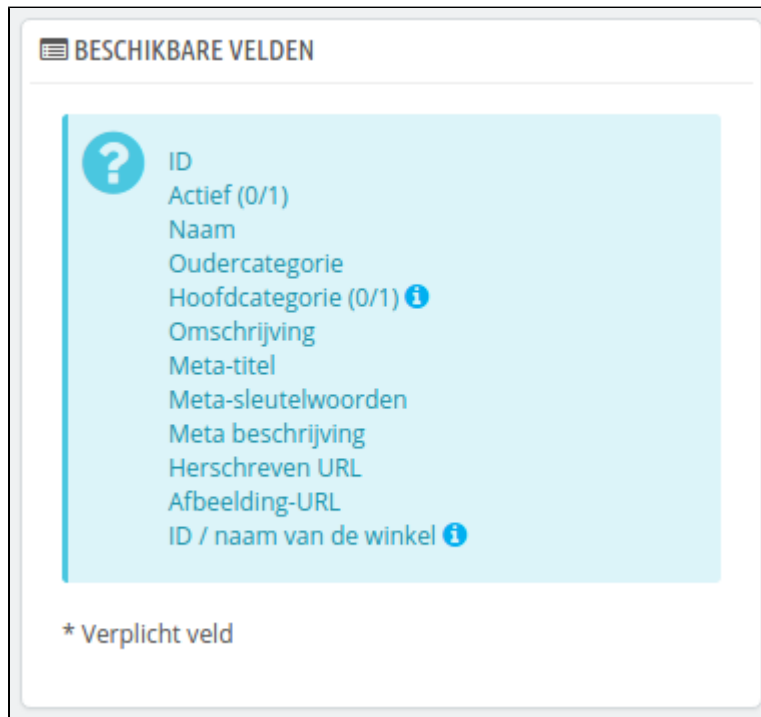 BESCHIKBARE VELDEN
?
ID
Actief (0/1)
Naam
Oudercategorie
Hoofdcategorie (0/1)
Omschrijving
Meta-titel
Meta-sleutelwoorden
Meta beschrijving
Herschreven URL
Afbeelding-URL
ID / naam van de winkel
* Verplicht veld